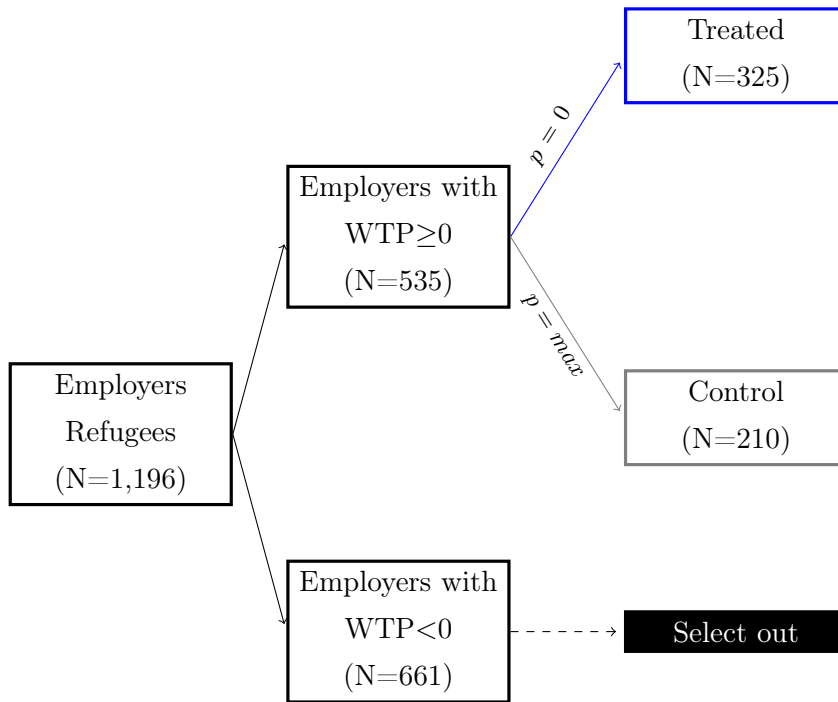 Treated
(N=325)
p = 0
Employers with
WTP≥0
(N=535)
p = max
Employers
Refugees
(N=1,196)
Control
(N=210)
Employers with
WTP<0
(N=661)
Select out